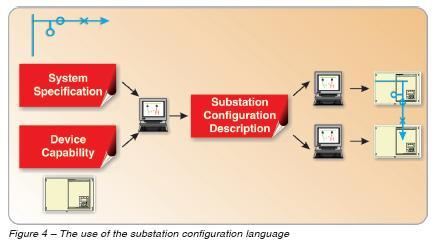 System
Specification
Device
Capability
Substation
Configuration
Description
Figure 4 – The use of the substation configuration language